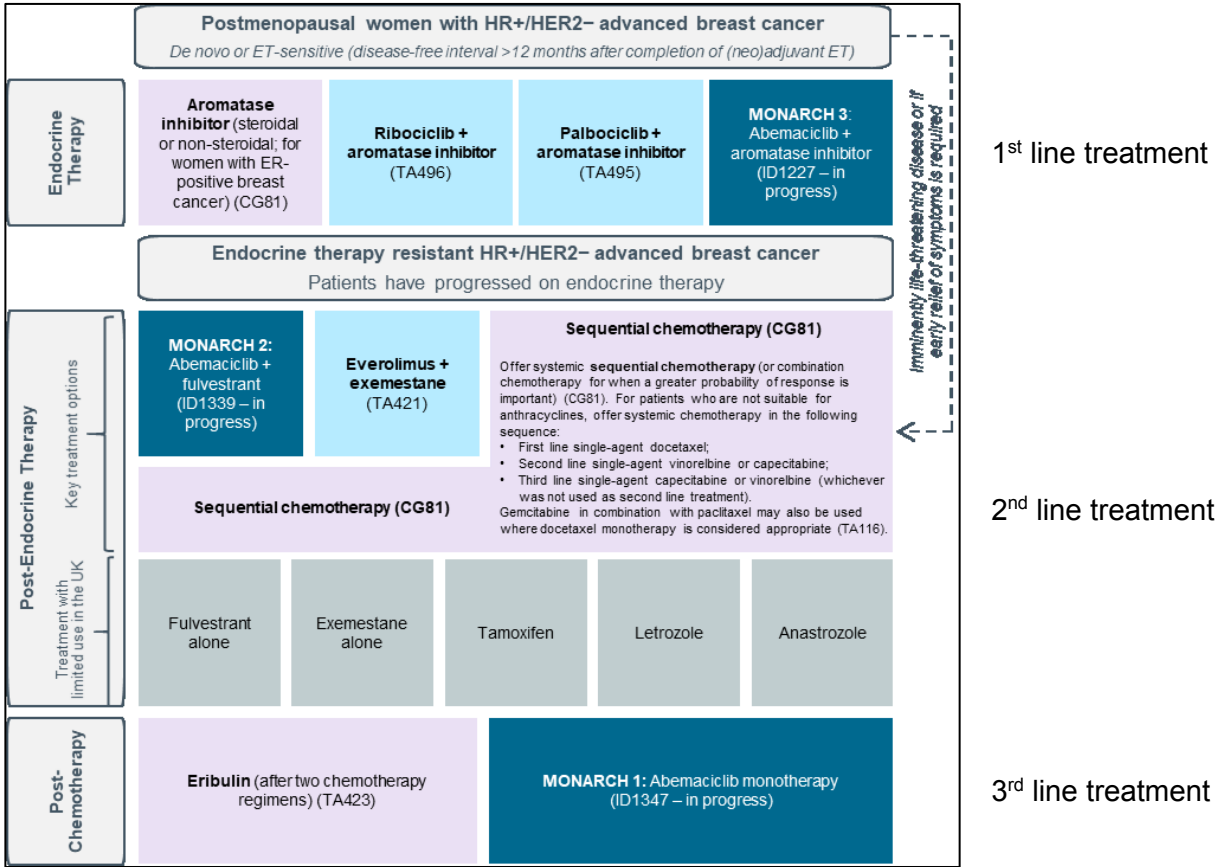 Postmenopausal women with HR+/HER2− advanced breast cancer
De novo or ET-sensitive (disease-free interval >12 months after completion of (neo)adjuvant ET)
Endocrine
Therapy
Aromatase
inhibitor (steroidal
or non-steroidal; for
women with ER-
positive breast
cancer) (CG81)
Ribociclib +
aromatase inhibitor
(TA496)
Palbociclib +
aromatase inhibitor
(TA495)
MONARCH 3:
Abemaciclib +
aromatase inhibitor
(ID1227 – in
progress)
Imminently life-threatening disease or if
early relief of symptoms is required
1st line treatment
Endocrine therapy resistant HR+/HER2− advanced breast cancer
Patients have progressed on endocrine therapy
Post-Endocrine Therapy
Key treatment options
MONARCH 2:
Abemaciclib +
fulvestrant
(ID1339 – in
progress)
Everolimus +
exemestane
(TA421)
Sequential chemotherapy (CG81)
Offer systemic sequential chemotherapy (or combination
chemotherapy for when a greater probability of response is
important) (CG81). For patients who are not suitable for
anthracyclines, offer systemic chemotherapy in the following
sequence:
• First line single-agent docetaxel;
• Second line single-agent vinorelbine or capecitabine;
• Third line single-agent capecitabine or vinorelbine (whichever
was not used as second line treatment).
Gemcitabine in combination with paclitaxel may also be used
where docetaxel monotherapy is considered appropriate (TA116).
Sequential chemotherapy (CG81)
2nd line treatment
Treatment with
limited use in the UK
Fulvestrant
alone
Exemestane
alone
Tamoxifen
Letrozole
Anastrozole
Post-
Chemotherapy
Eribulin (after two chemotherapy
regimens) (TA423)
MONARCH 1: Abemaciclib monotherapy
(ID1347 – in progress)
3rd line treatment